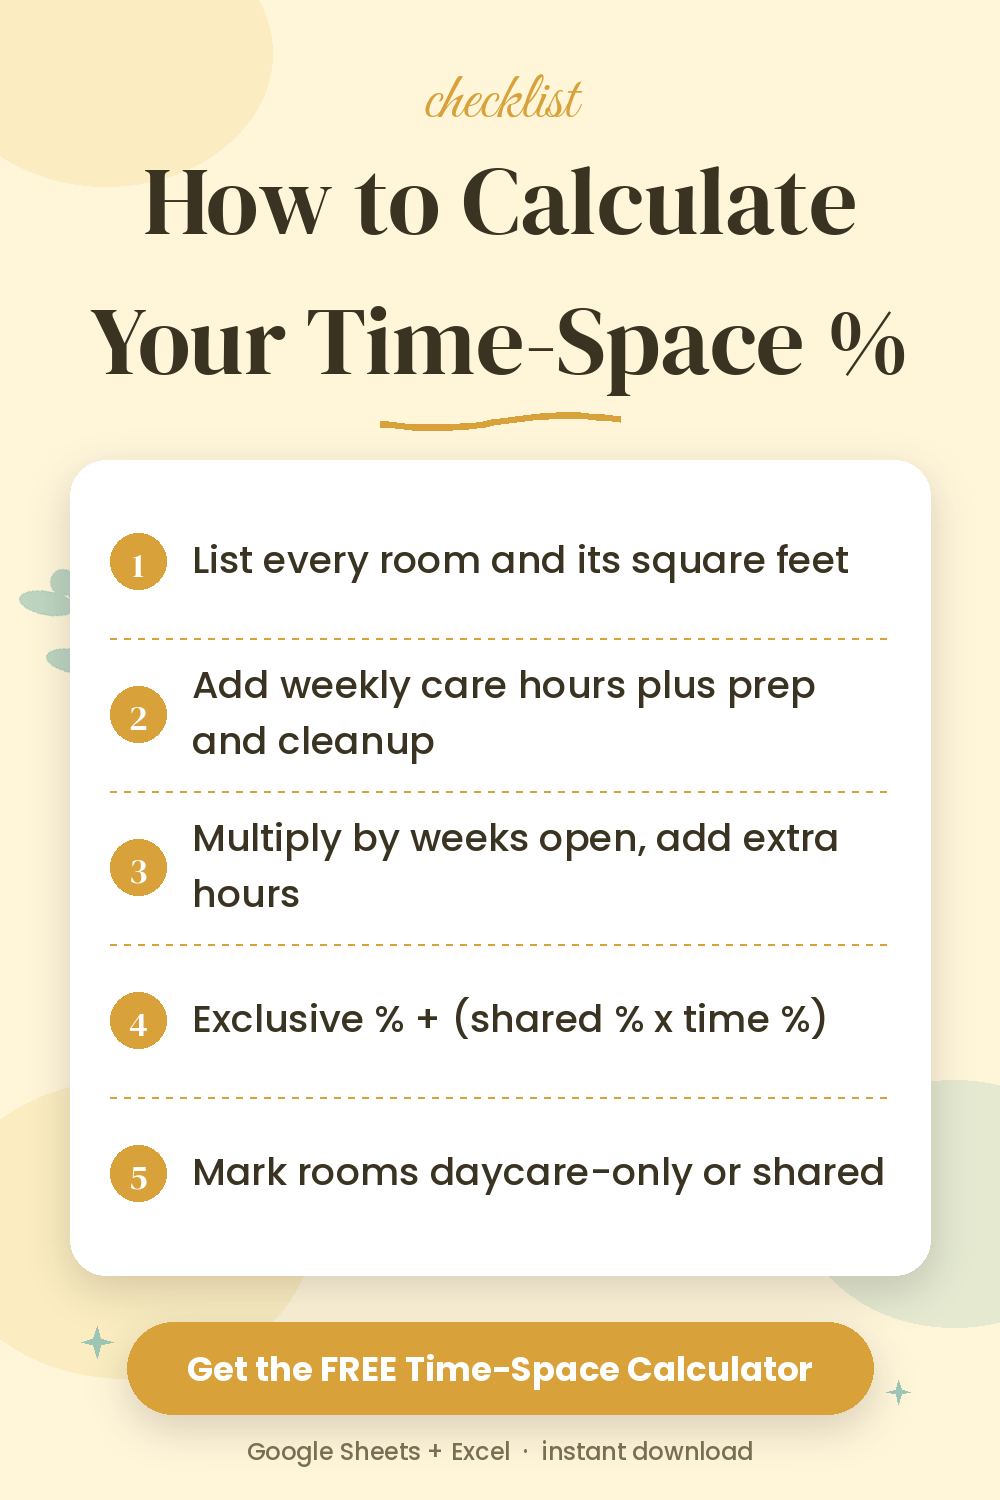 checklist
How to Calculate
Your Time-Space %
1 List every room and its square feet
2 Add weekly care hours plus prep
and cleanup
3 Multiply by weeks open, add extra
hours
4 Exclusive % + (shared % x time %)
5 Mark rooms daycare-only or shared
Get the FREE Time-Space Calculator
Google Sheets + Excel · instant download